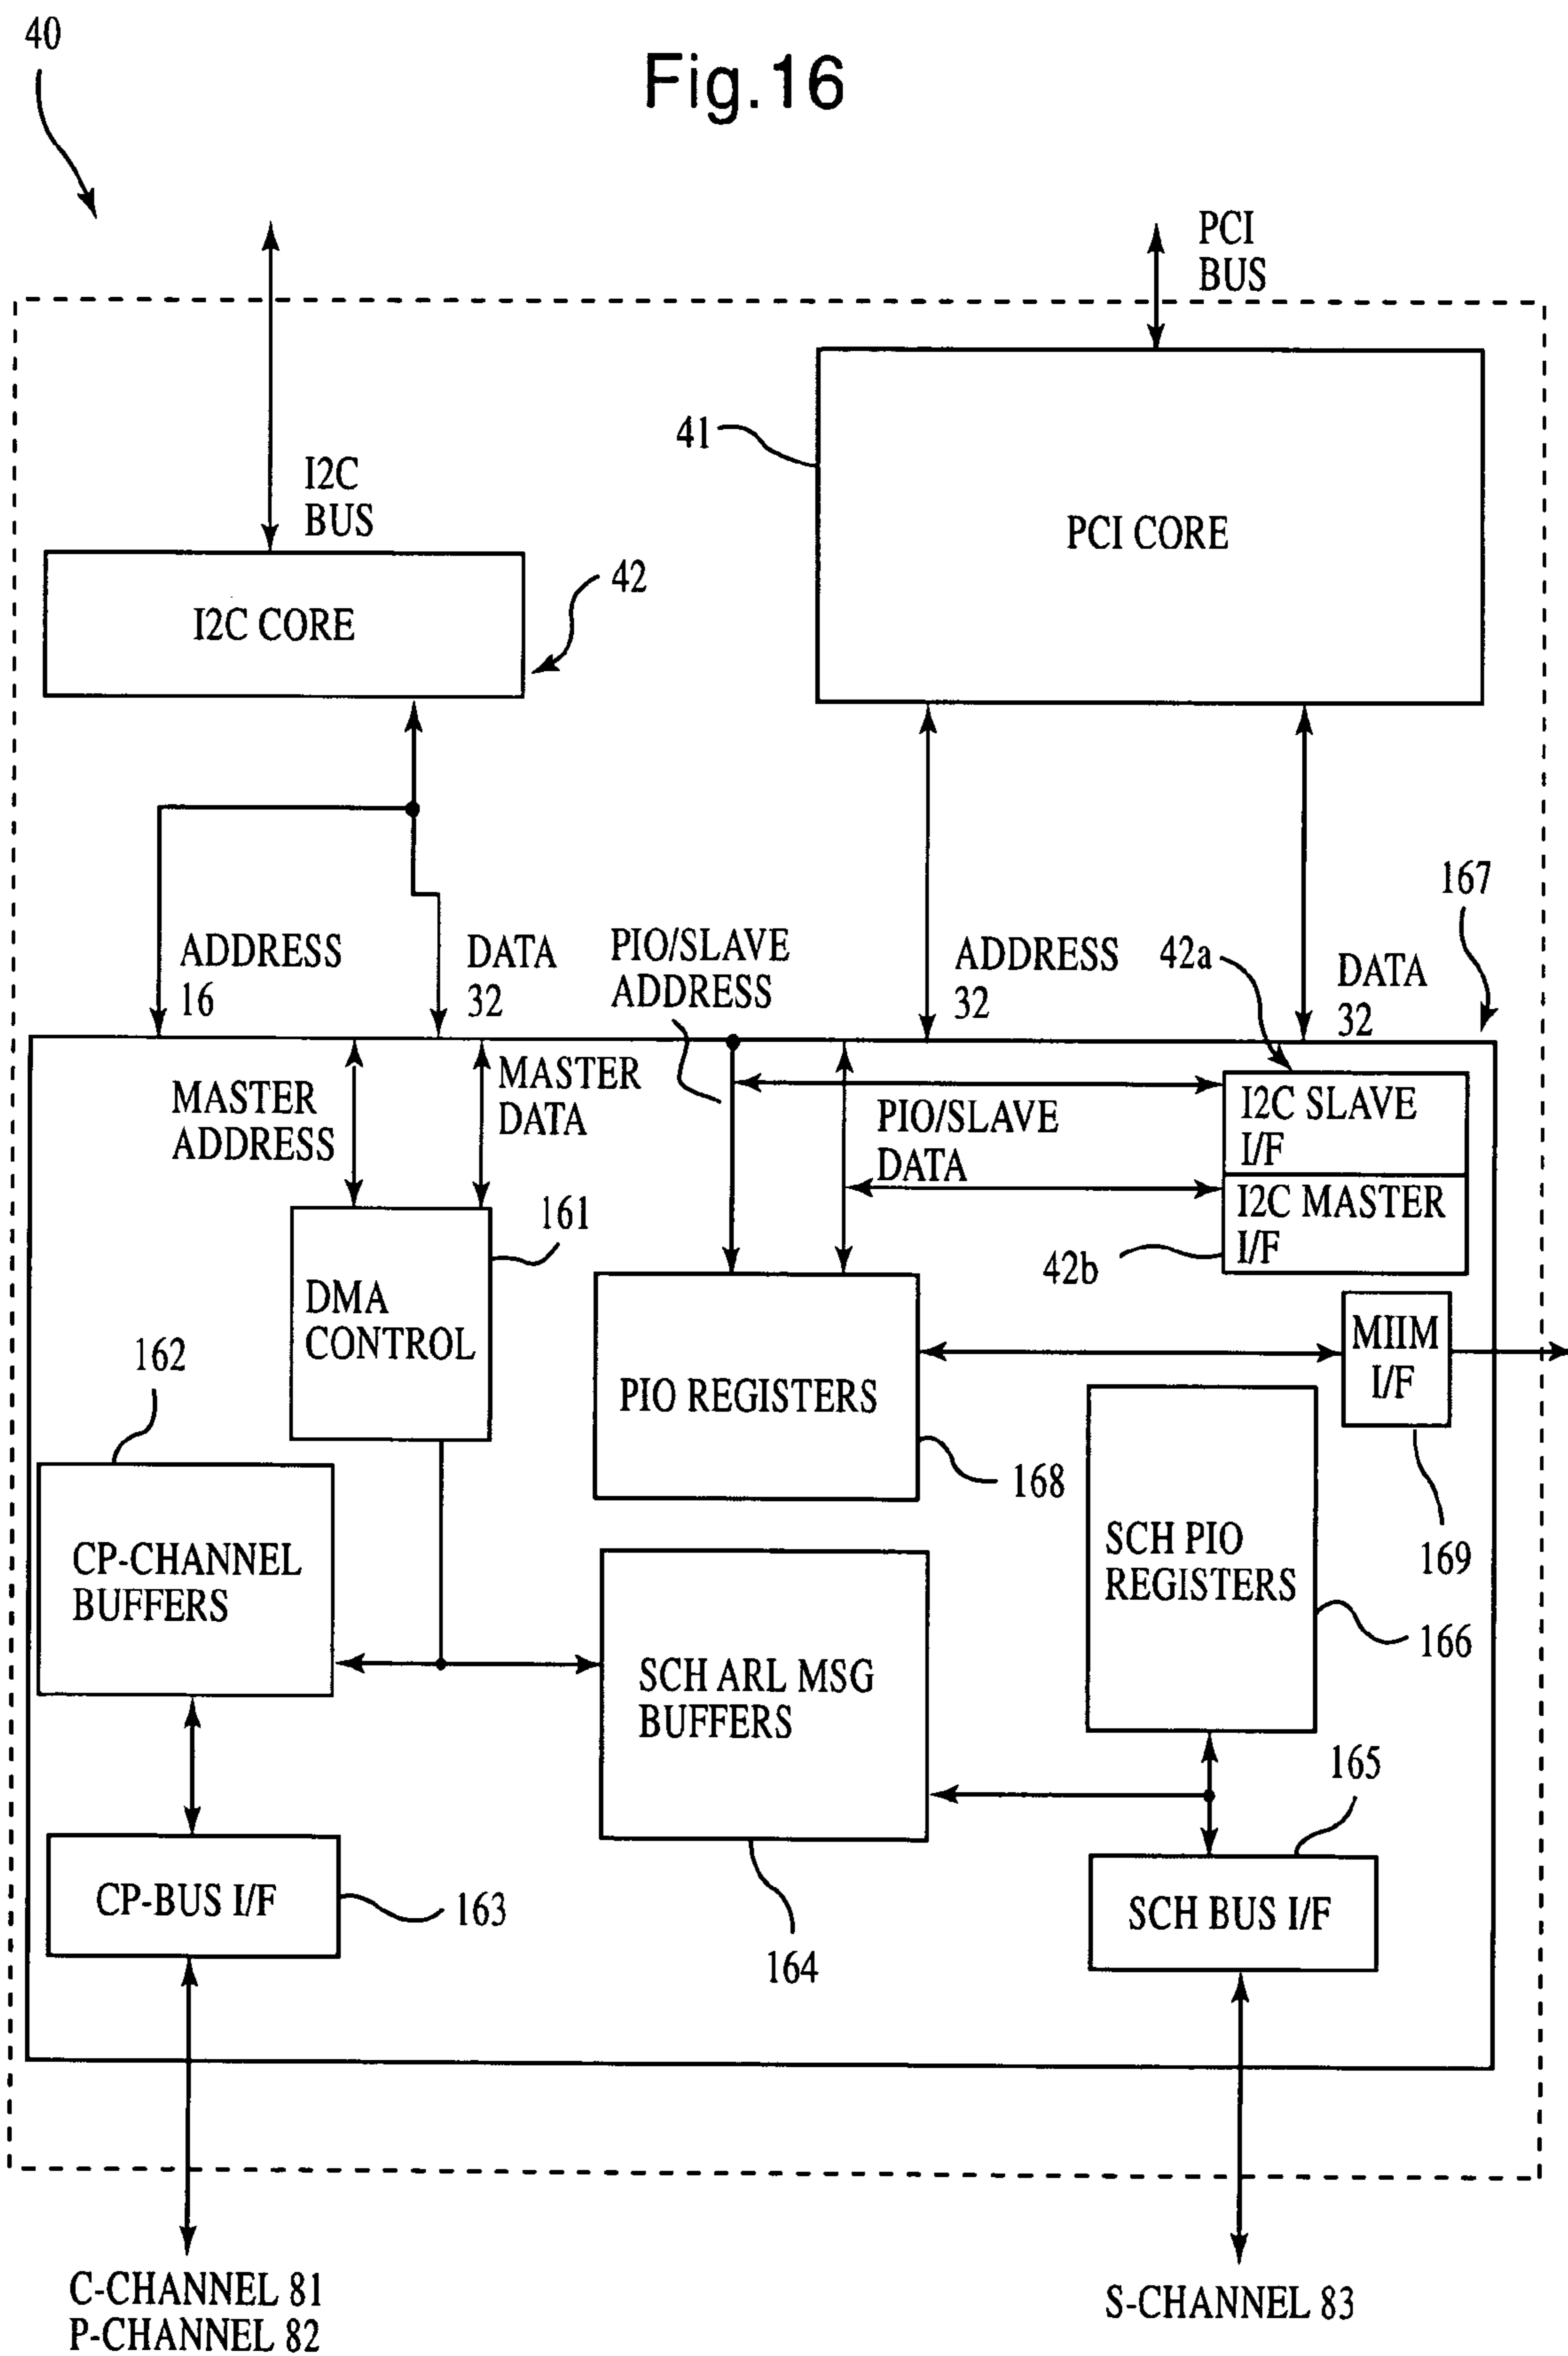 40
Fig.16
PCI
BUS
41
I2C
BUS
PCI CORE
42
I2C CORE
167
ADDRESS
16
DATA
32
PIO/SLAVE
ADDRESS
ADDRESS
32
42a
DATA
32
MASTER
ADDRESS
MASTER
DATA
PIO/SLAVE
DATA
I2C SLAVE
I/F
I2C MASTER
I/F
42b
161
DMA
CONTROL
162
PIO REGISTERS
168
MIIM
I/F
169
CP-CHANNEL
BUFFERS
SCH PIO
REGISTERS
166
SCH ARL MSG
BUFFERS
165
CP-BUS I/F
163
164
SCH BUS I/F
C-CHANNEL 81
P-CHANNEL 82
S-CHANNEL 83